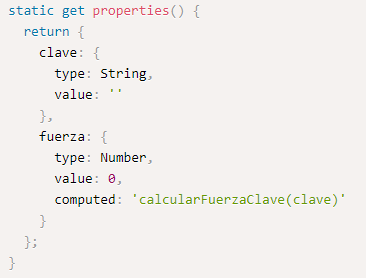 static get properties() {
  return {
    clave: {
      type: String,
      value: ''
    },
    fuerza: {
      type: Number,
      value: 0,
      computed: 'calcularFuerzaClave(clave)'
    }
  };
}